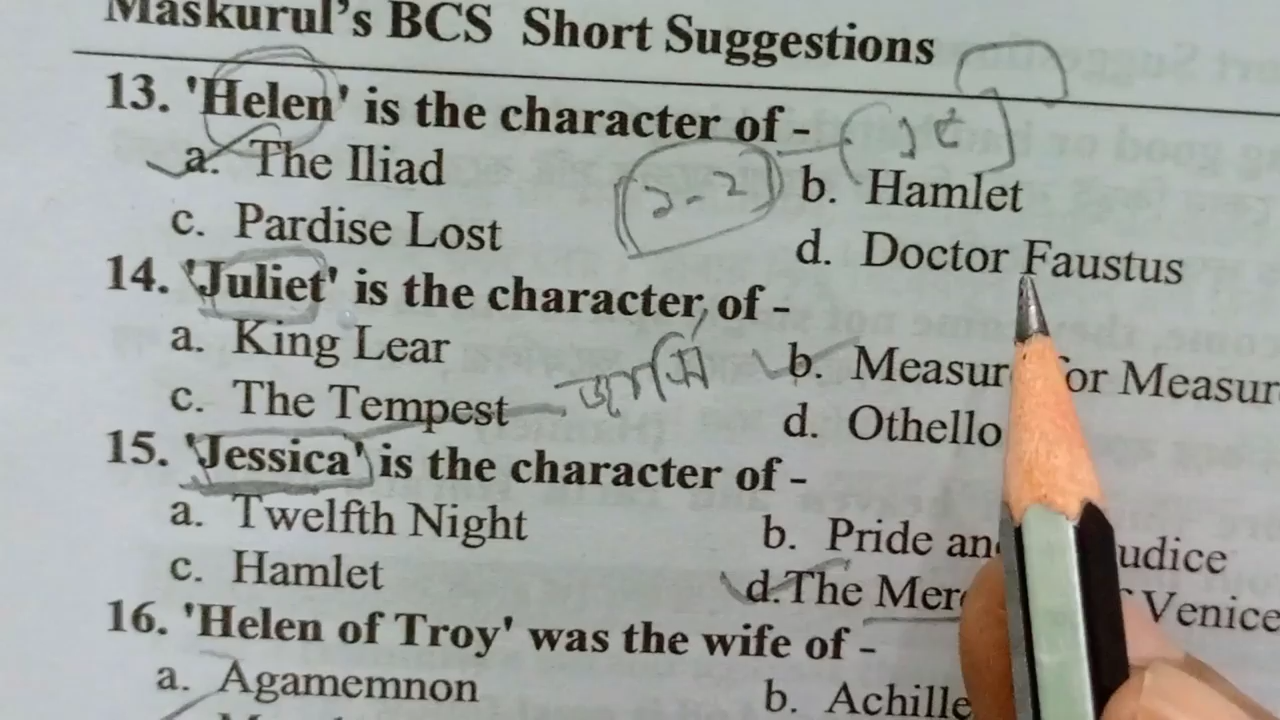 Maskurul's BCS Short Suggestions
13. 'Helen' is the character of -
a. The Iliad
b. Hamlet
c. Pardise Lost
d. Doctor Faustus
14. 'Juliet' is the character of -
a. King Lear
b. Measur for Measur
c. The Tempest
d. Othello
15. 'Jessica' is the character of -
a. Twelfth Night
b. Pride an udice
c. Hamlet
d.The Mer Venice
16. 'Helen of Troy' was the wife of -
a. Agamemnon
b. Achille